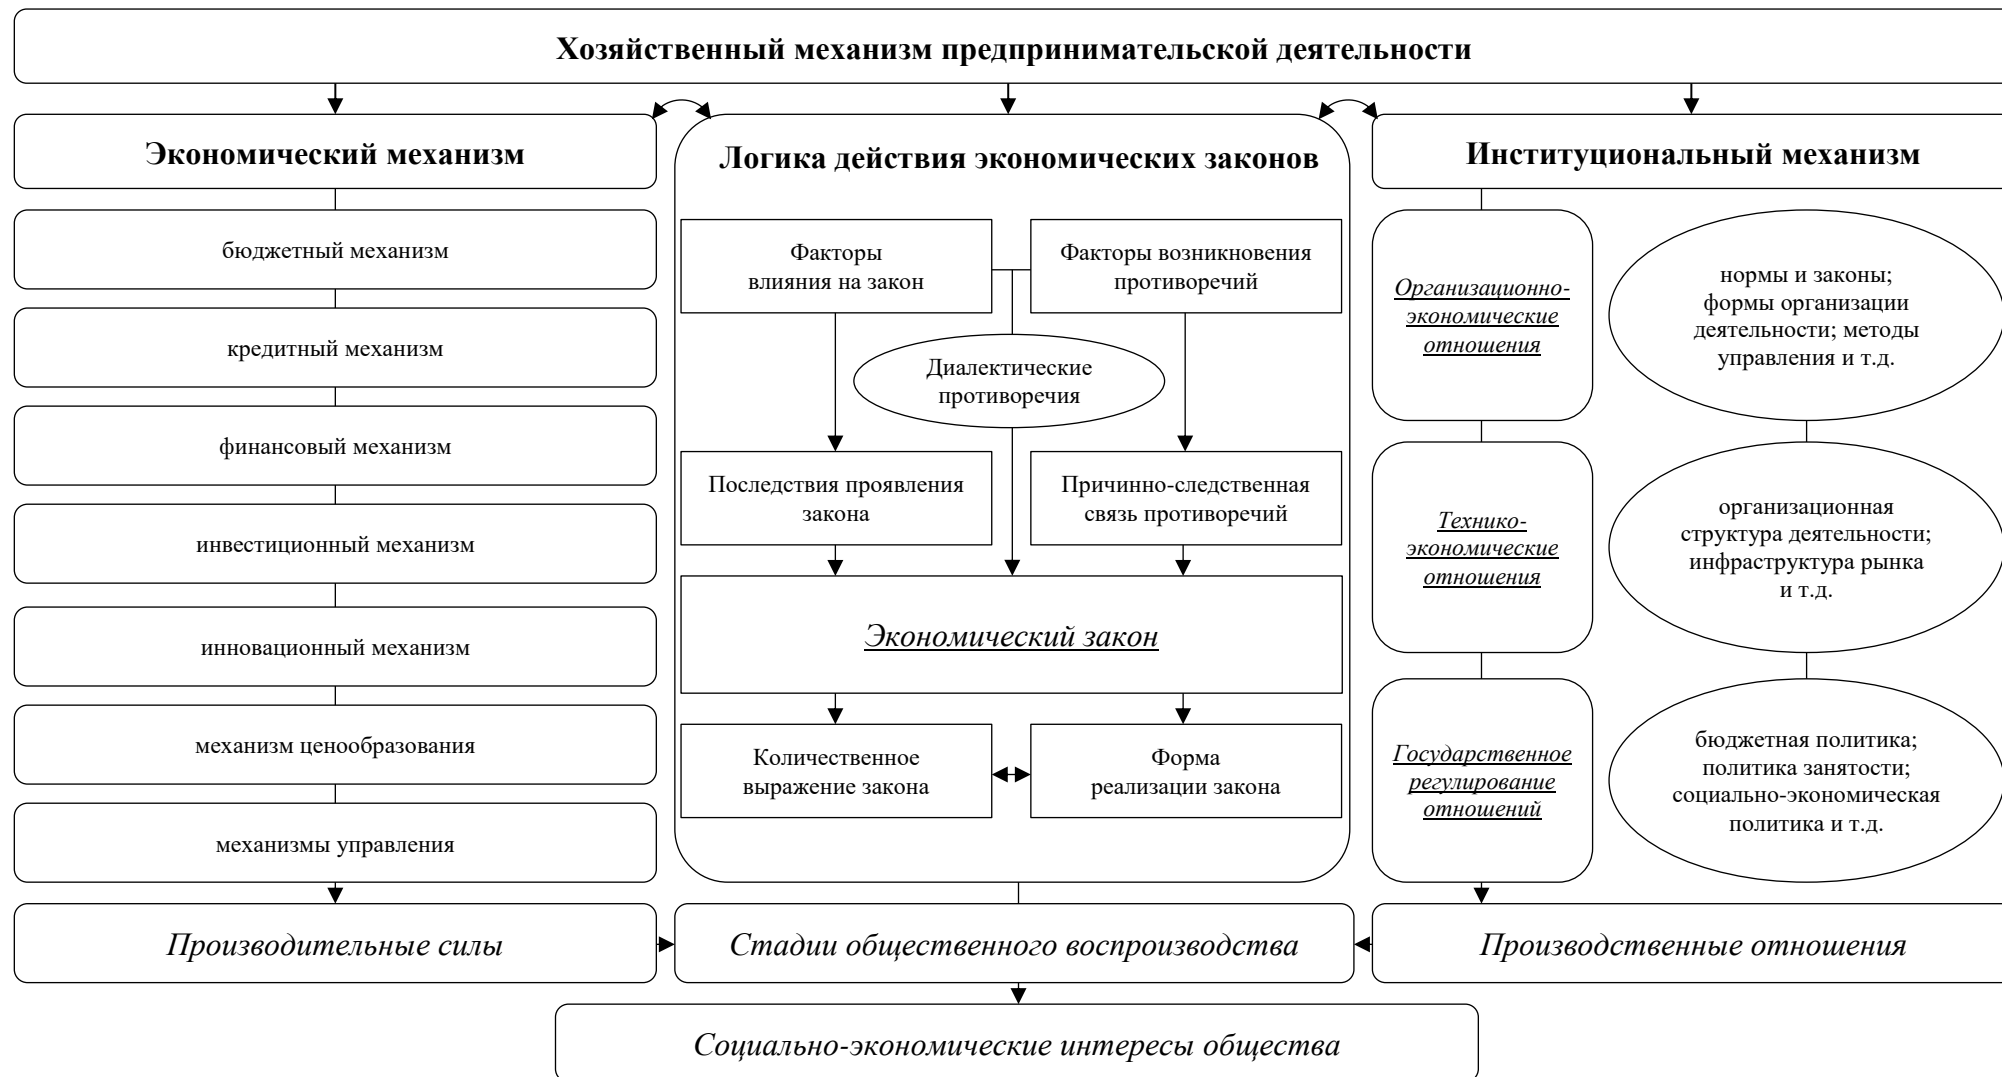 Хозяйственный механизм предпринимательской деятельности
Экономический механизм
бюджетный механизм
кредитный механизм
финансовый механизм
инвестиционный механизм
инновационный механизм
механизм ценообразования
механизмы управления
Производительные силы
Логика действия экономических законов
Факторы
влияния на закон
Факторы возникновения
противоречий
Диалектические
противоречия
Последствия проявления
закона
Причинно-следственная
связь противоречий
Экономический закон
Количественное
выражение закона
Форма
реализации закона
Стадии общественного воспроизводства
Институциональный механизм
Организационно-
экономические
отношения
нормы и законы;
формы организации
деятельности; методы
управления и т.д.
Технико-
экономические
отношения
организационная
структура деятельности;
инфраструктура рынка
и т.д.
Государственное
регулирование
отношений
бюджетная политика;
политика занятости;
социально-экономическая
политика и т.д.
Производственные отношения
Социально-экономические интересы общества